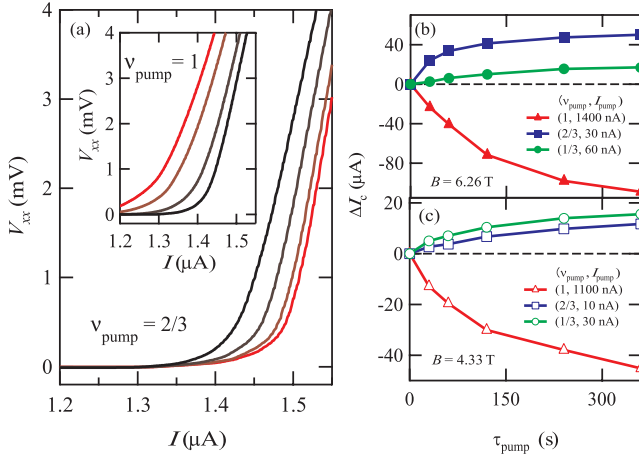 (a)
4
3
2
1
0
V_xx (mV)
1.2 1.3 1.4 1.5
I (μA)
ν_pump = 2/3
ν_pump = 1
4
3
2
1
0
V_xx (mV)
1.2 1.3 1.4 1.5
I (μA)
(b)
40
0
-40
-80
(ν_pump, I_pump)
(1, 1400 nA)
(2/3, 30 nA)
(1/3, 60 nA)
B = 6.26 T
ΔI_c (μA)
(c)
20
0
-20
-40
(ν_pump, I_pump)
(1, 1100 nA)
(2/3, 10 nA)
(1/3, 30 nA)
B = 4.33 T
0 150 300
τ_pump (s)